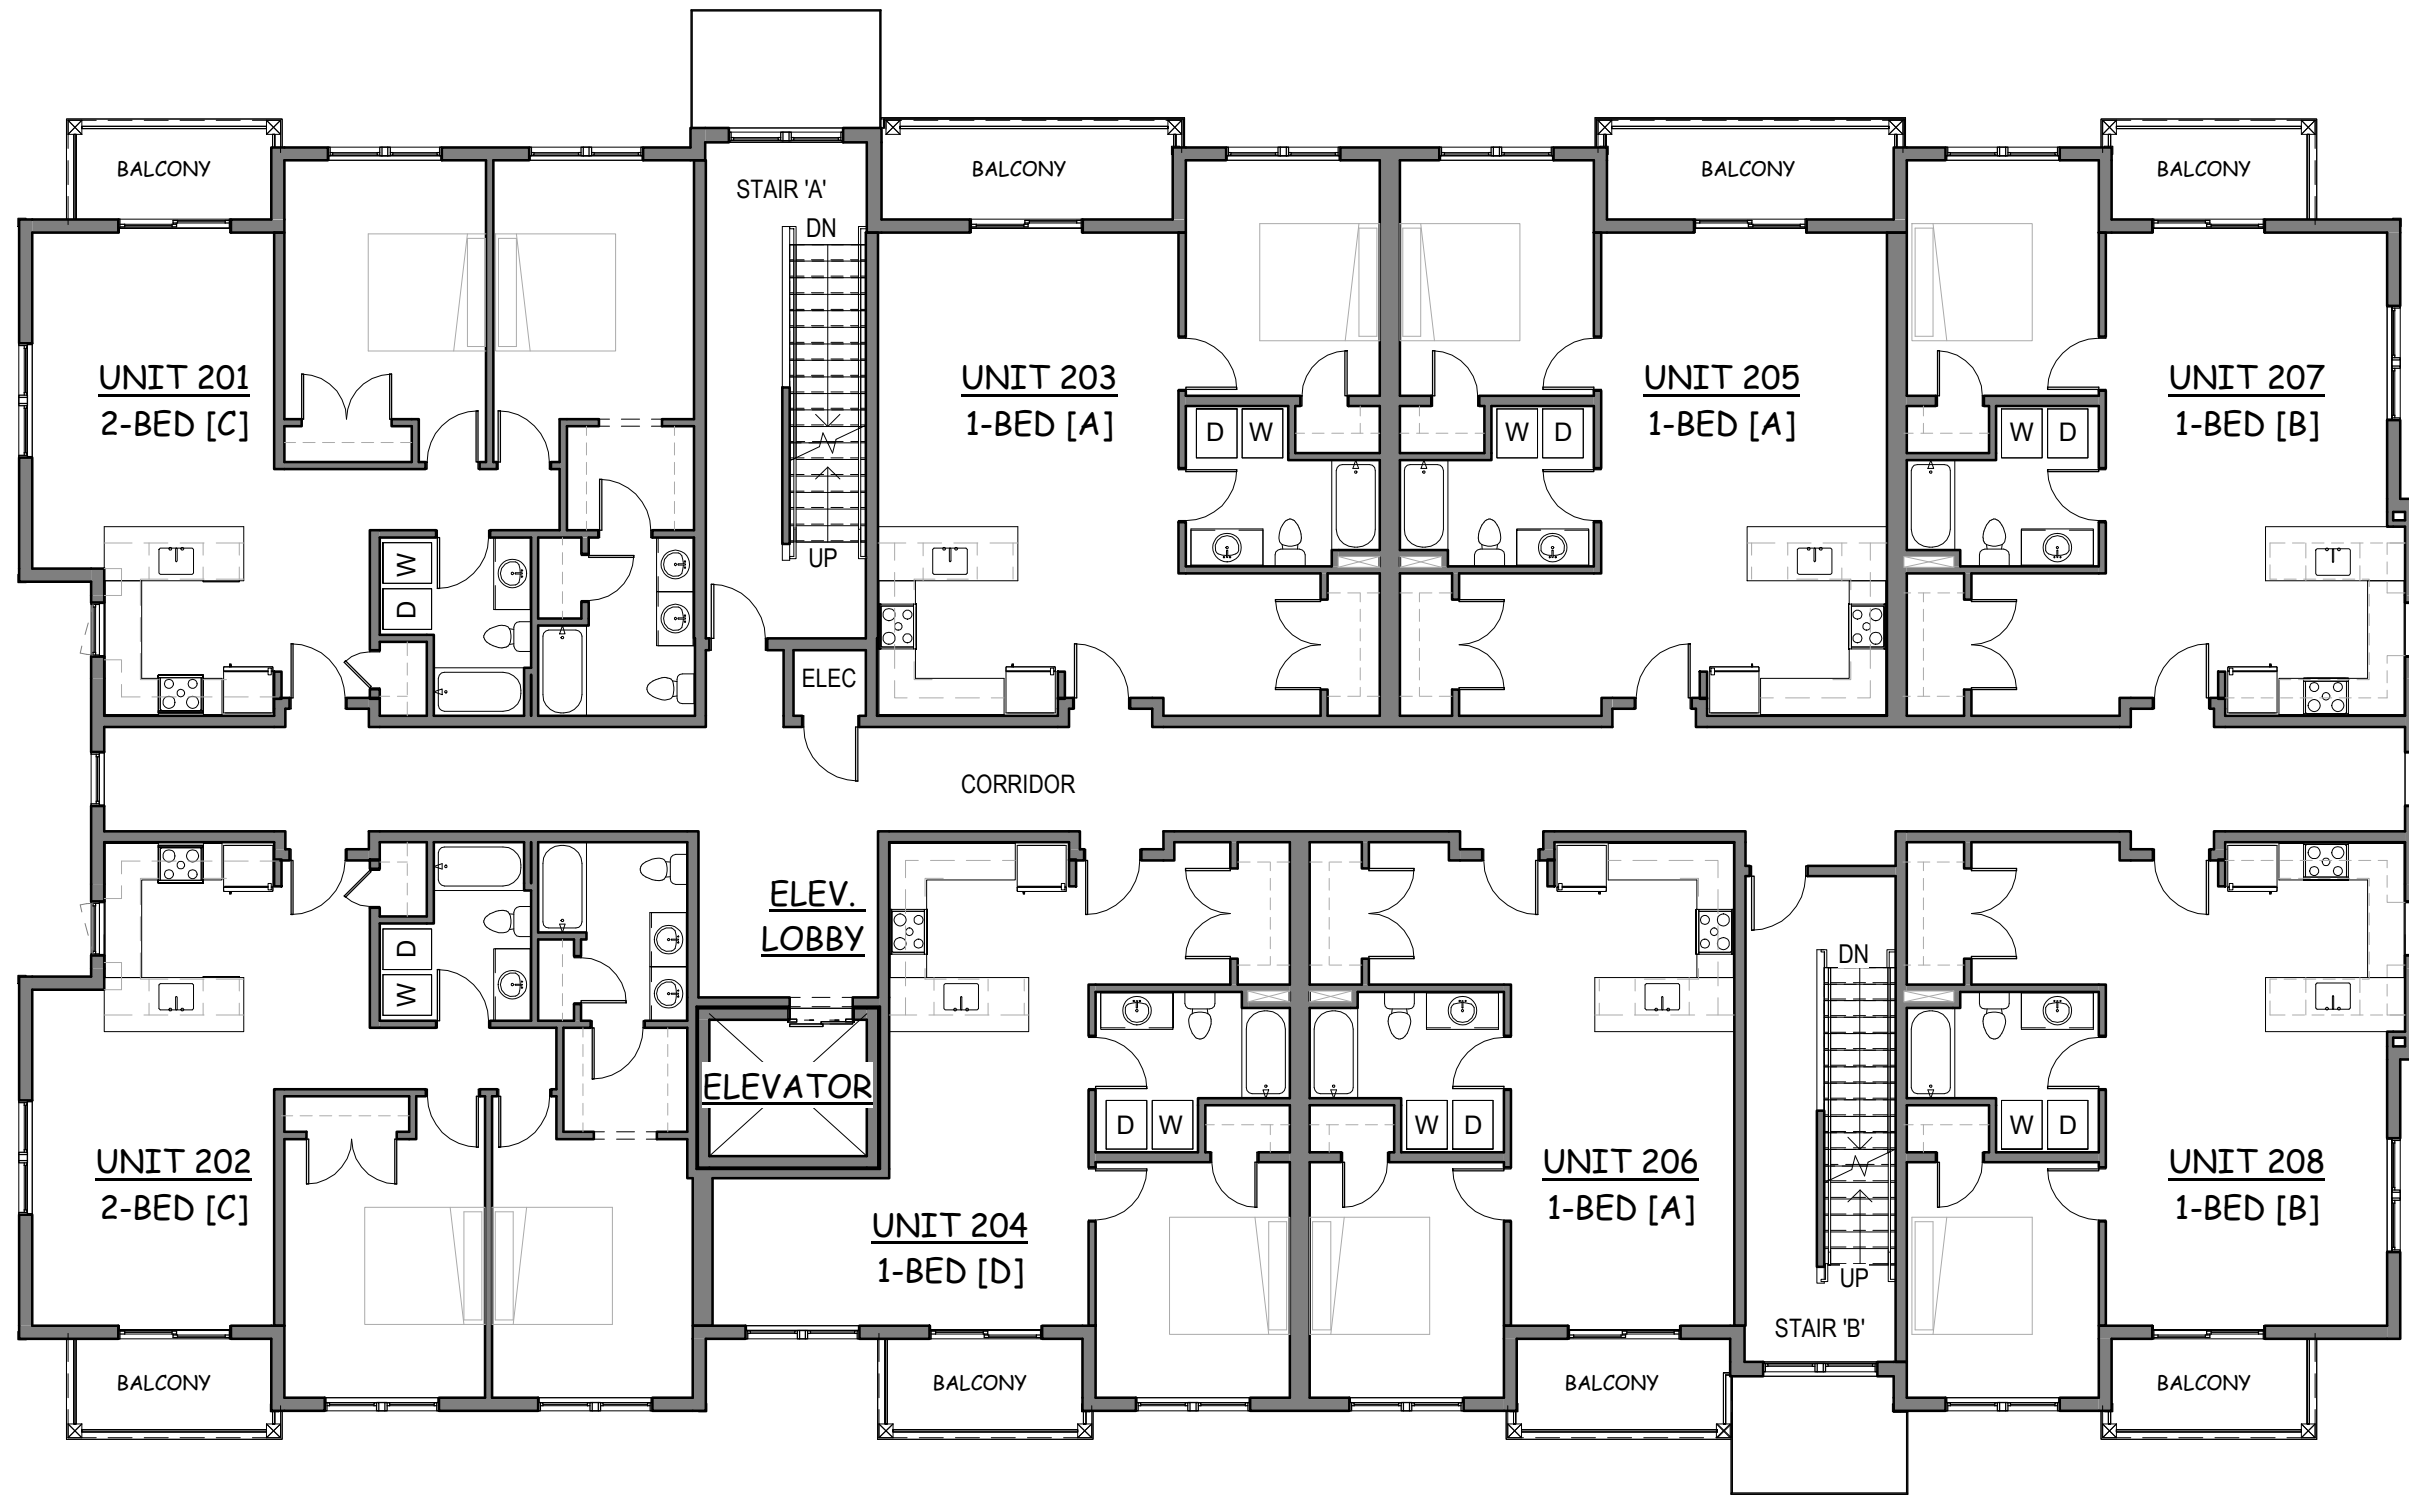 BALCONY
BALCONY
BALCONY
BALCONY
STAIR 'A'
DN
UNIT 201
2-BED [C]
UNIT 203
1-BED [A]
UNIT 205
1-BED [A]
UNIT 207
1-BED [B]
D W
W D
W D
W
D
UP
ELEC
CORRIDOR
ELEV.
LOBBY
D
W
DN
ELEVATOR
D W
W D
W D
UNIT 202
2-BED [C]
UNIT 204
1-BED [D]
UNIT 206
1-BED [A]
UNIT 208
1-BED [B]
UP
STAIR 'B'
BALCONY
BALCONY
BALCONY
BALCONY